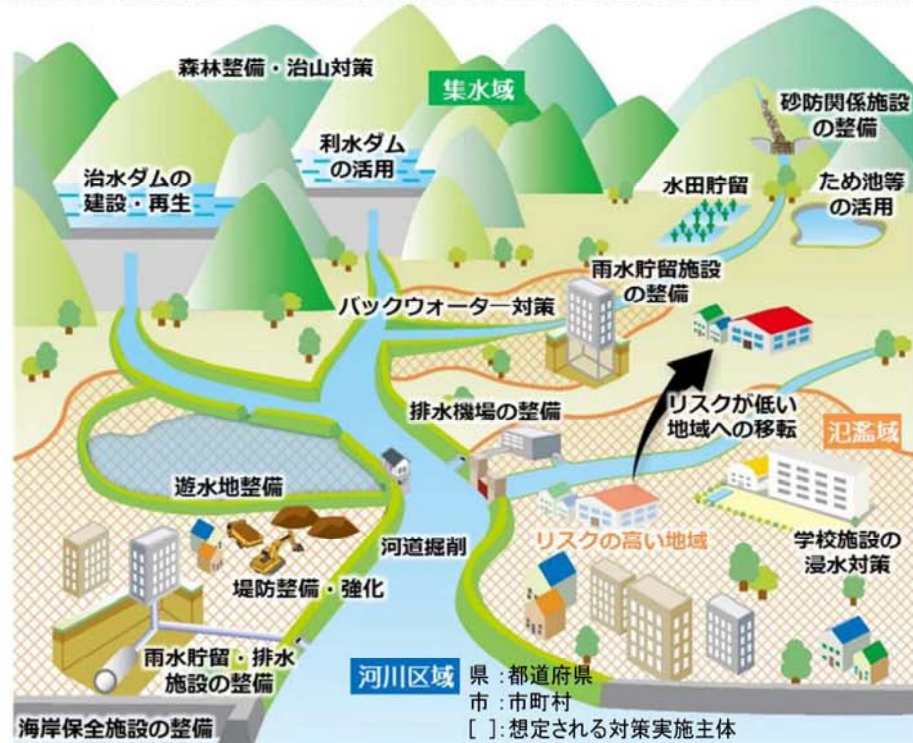 森林整備・治山対策
集水域
砂防関係施設
の整備
利水ダム
の活用
治水ダムの
建設・再生
水田貯留
ため池等
の活用
雨水貯留施設
の整備
バックウォーター対策
排水機場の整備
リスクが低い
地域への移転
氾濫域
遊水地整備
河道掘削
リスクの高い地域
学校施設の
浸水対策
堤防整備・強化
雨水貯留・排水
施設の整備
河川区域
県：都道府県
市：市町村
[ ]：想定される対策実施主体
海岸保全施設の整備